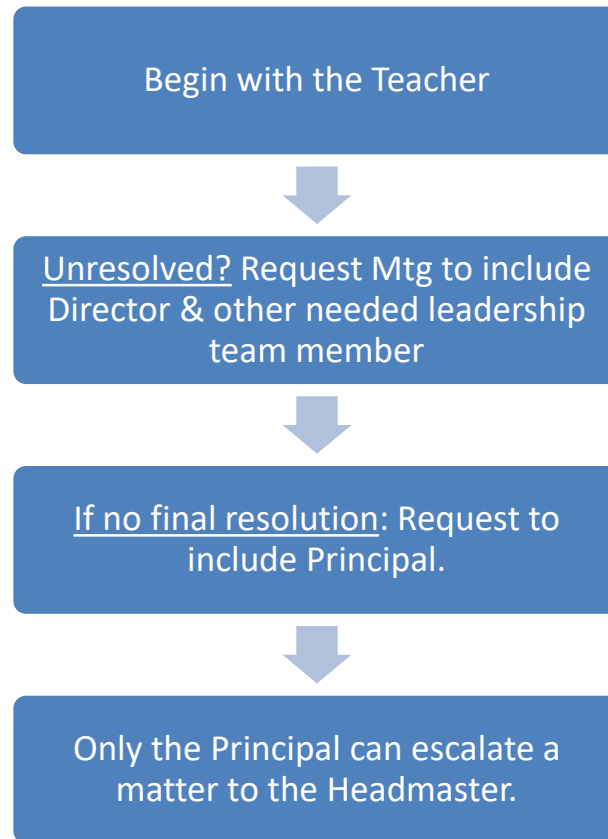 Begin with the Teacher
Unresolved? Request Mtg to include
Director & other needed leadership
team member
If no final resolution: Request to
include Principal.
Only the Principal can escalate a
matter to the Headmaster.